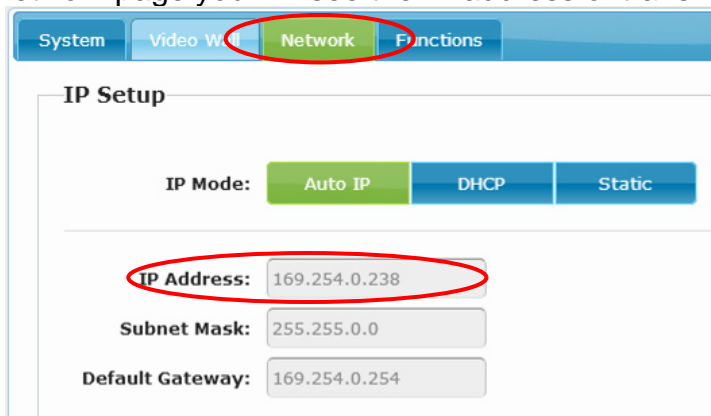 System Video Wall Network Functions
IP Setup
IP Mode: Auto IP DHCP Static
IP Address: 169.254.0.238
Subnet Mask: 255.255.0.0
Default Gateway: 169.254.0.254